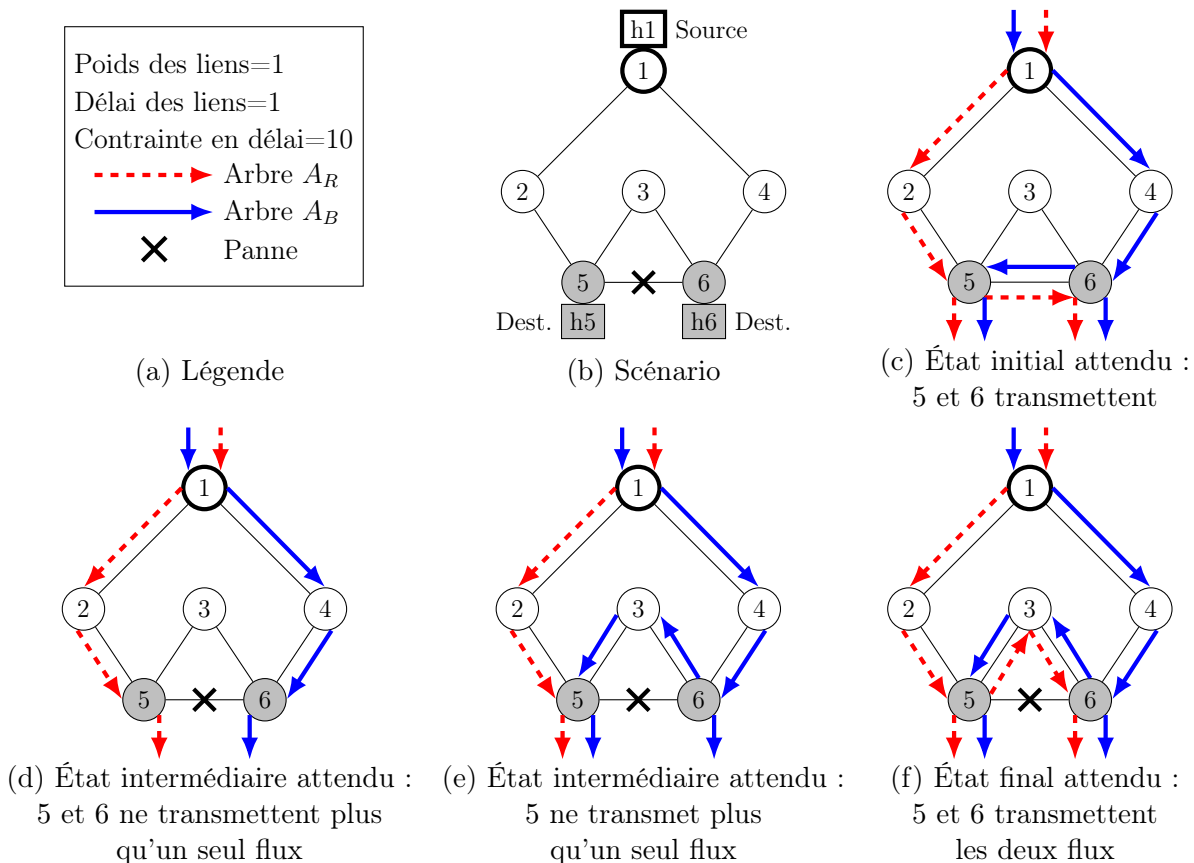 Poids des liens=1
Délai des liens=1
Contrainte en délai=10
Arbre A_R
Arbre A_B
Panne
(a) Légende
h1 Source
1
2 3 4
5 6
Dest. h5 h6 Dest.
(b) Scénario
1
2 3 4
5 6
(c) État initial attendu :
5 et 6 transmettent
1
2 3 4
5 6
(d) État intermédiaire attendu :
5 et 6 ne transmettent plus
qu'un seul flux
1
2 3 4
5 6
(e) État intermédiaire attendu :
5 ne transmet plus
qu'un seul flux
1
2 3 4
5 6
(f) État final attendu :
5 et 6 transmettent
les deux flux